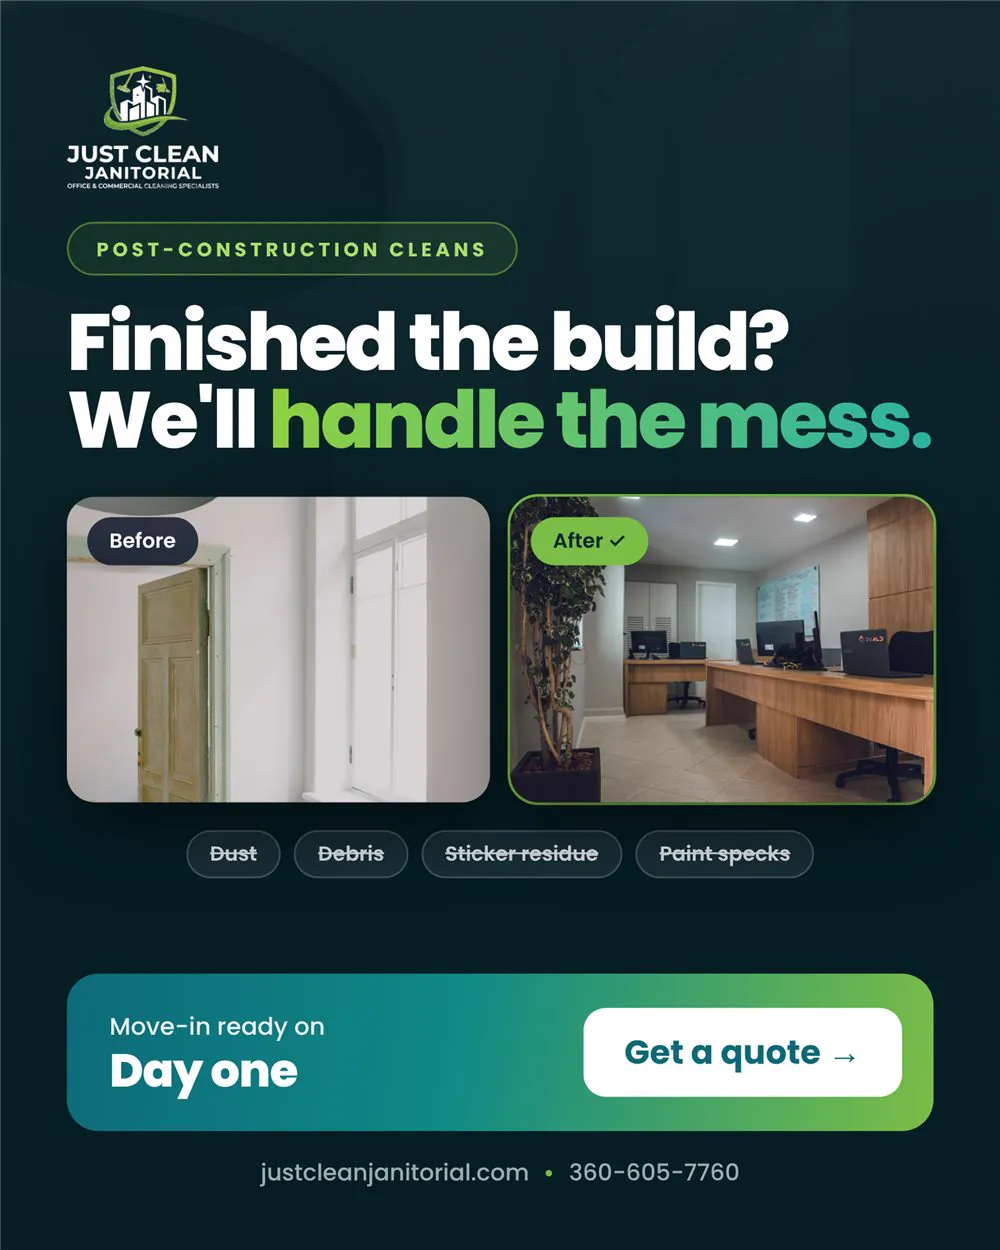 JUST CLEAN
JANITORIAL
OFFICE & COMMERCIAL CLEANING SPECIALISTS
POST-CONSTRUCTION CLEANS
Finished the build?
We'll handle the mess.
Before
After ✓
Dust
Debris
Sticker residue
Paint specks
Move-in ready on
Day one
Get a quote →
justcleanjanitorial.com • 360-605-7760